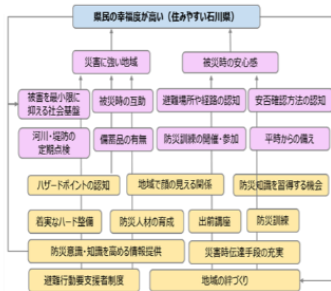 県民の幸福度が高い（住みやすい石川県）
災害に強い地域
被災時の安心感
被害を最小限に
抑える社会基盤
被災時の互助
避難場所や経路の認知
安否確認方法の認知
河川・堤防の
定期点検
備蓄品の有無
防災訓練の開催・参加
平時からの備え
ハザードポイントの認知
地域で顔の見える関係
防災知識を習得する機会
着実なハード整備
防災人材の育成
出前講座
防災訓練
防災意識・知識を高める情報提供
災害時伝達手段の充実
避難行動要支援者制度
地域の絆づくり